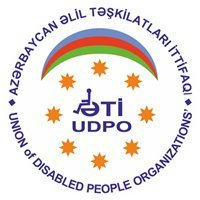 • AZƏRBAYCAN ƏLİL TƏŞKİLATLARI İTTİFAQI •
ƏTİ
UDPO
UNION of DISABLED PEOPLE ORGANIZATIONS'